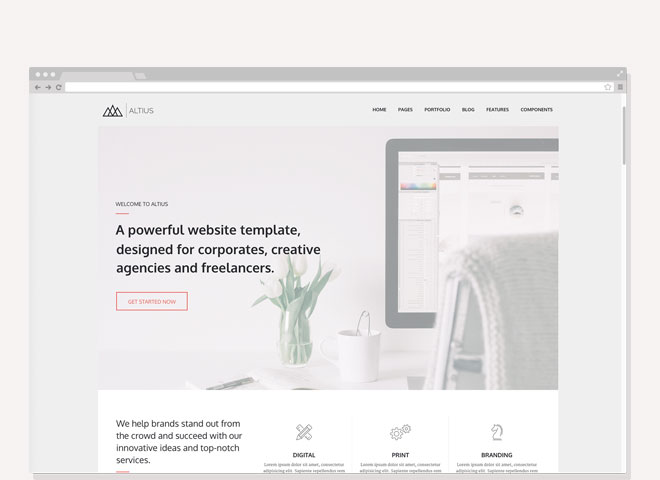 ALTIUS
HOME PAGES PORTFOLIO BLOG FEATURES COMPONENTS
WELCOME TO ALTIUS
A powerful website template,
designed for corporates, creative
agencies and freelancers.
GET STARTED NOW
We help brands stand out from
the crowd and succeed with our
innovative ideas and top-notch
services.
DIGITAL
Lorem ipsum dolor sit amet, consectetur
adipiscing elit. Sapiente repellendus rem
PRINT
Lorem ipsum dolor sit amet, consectetur
adipiscing elit. Sapiente repellendus rem
BRANDING
Lorem ipsum dolor sit amet, consectetur
adipiscing elit. Sapiente repellendus rem